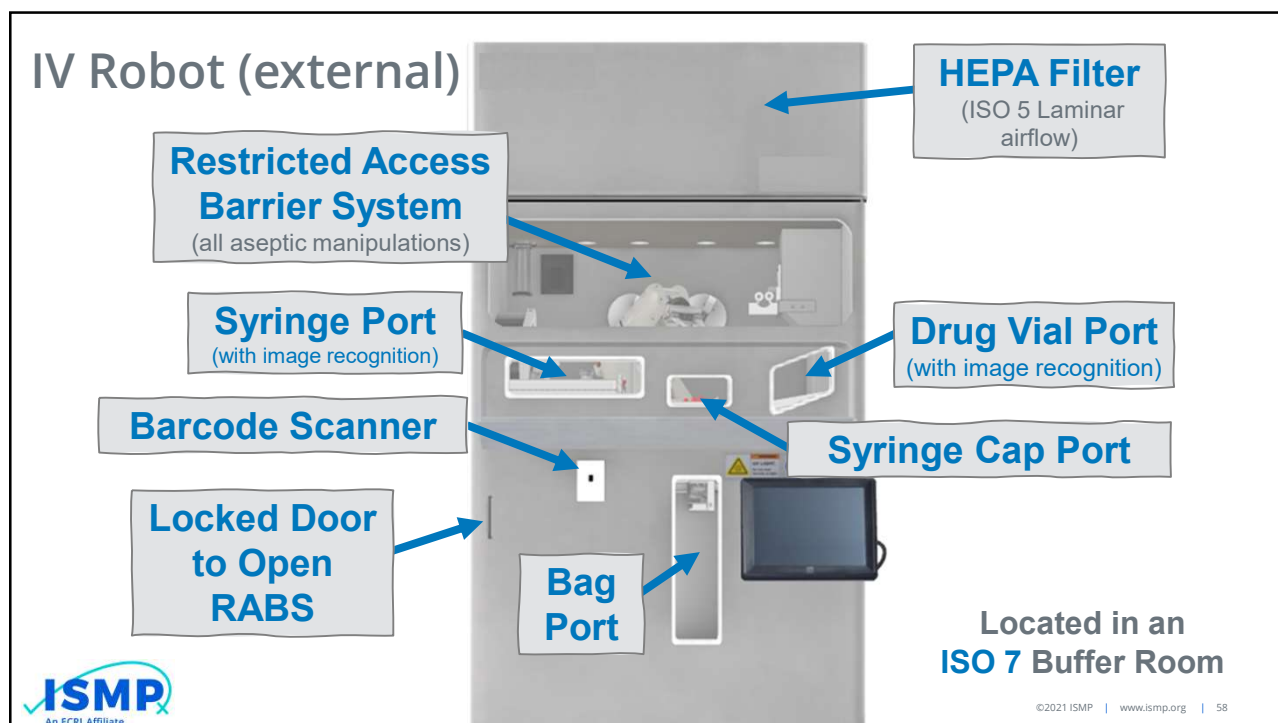 IV Robot (external)
HEPA Filter
(ISO 5 Laminar
airflow)
Restricted Access
Barrier System
(all aseptic manipulations)
Syringe Port
(with image recognition)
Drug Vial Port
(with image recognition)
Barcode Scanner
Syringe Cap Port
Locked Door
to Open
RABS
Bag
Port
Located in an
ISO 7 Buffer Room
ISMP
An ECRI Affiliate
©2021 ISMP | www.ismp.org | 58